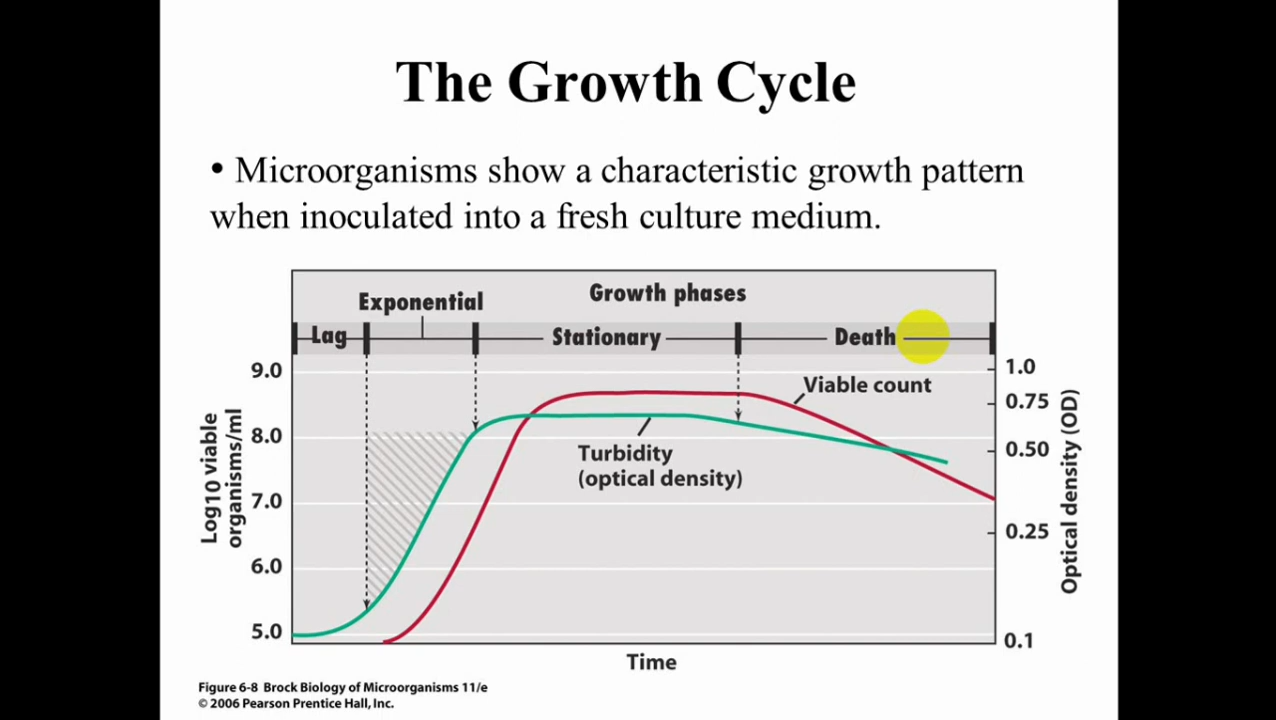 The Growth Cycle
• Microorganisms show a characteristic growth pattern
when inoculated into a fresh culture medium.
Growth phases
Exponential
Lag
Stationary
Death
9.0
8.0
7.0
6.0
5.0
Log10 viable
organisms/ml
1.0
0.75
0.50
0.25
0.1
Optical density (OD)
Viable count
Turbidity
(optical density)
Time
Figure 6-8 Brock Biology of Microorganisms 11/e
© 2006 Pearson Prentice Hall, Inc.